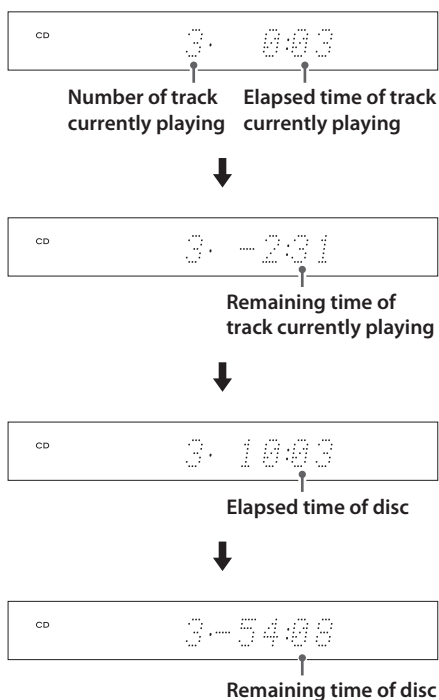 CD 3. 0:03
Number of track currently playing
Elapsed time of track currently playing
CD 3. -2:31
Remaining time of
track currently playing
CD 3. 10:03
Elapsed time of disc
CD 3.-54:08
Remaining time of disc